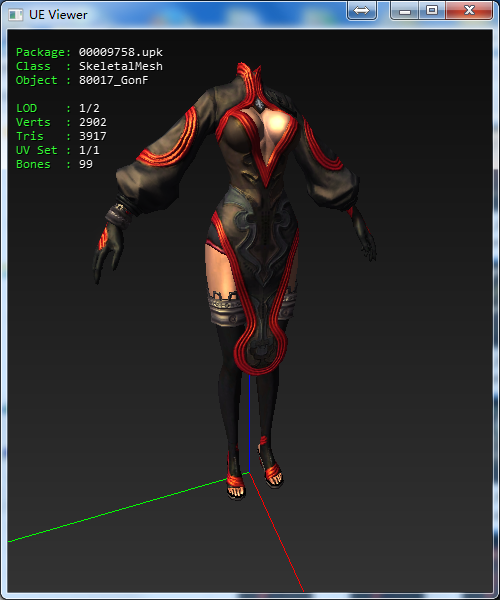 UE Viewer
Package: 00009758.upk
Class : SkeletalMesh
Object : 80017_GonF
LOD : 1/2
Verts : 2902
Tris : 3917
UV Set : 1/1
Bones : 99